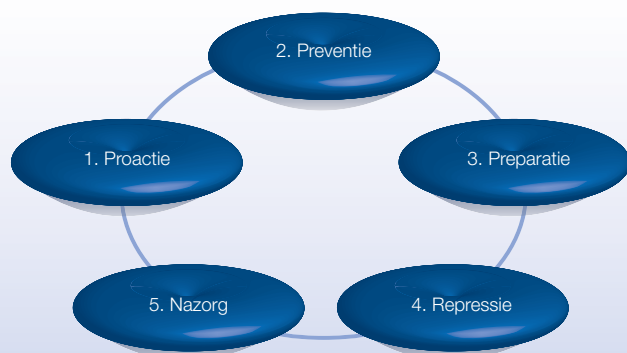 2. Preventie
1. Proactie
3. Preparatie
5. Nazorg
4. Repressie